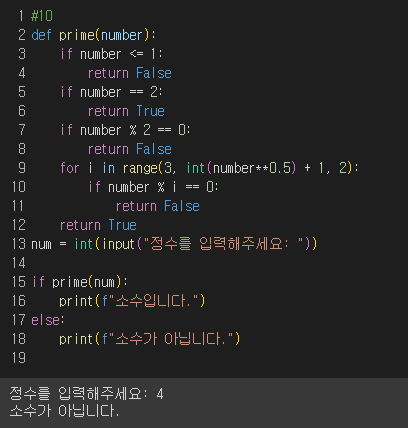 1 #10
2 def prime(number):
3     if number <= 1:
4         return False
5     if number == 2:
6         return True
7     if number % 2 == 0:
8         return False
9     for i in range(3, int(number**0.5) + 1, 2):
10         if number % i == 0:
11             return False
12     return True
13 num = int(input("정수를 입력해주세요: "))
14
15 if prime(num):
16     print(f"소수입니다.")
17 else:
18     print(f"소수가 아닙니다.")
19
정수를 입력해주세요: 4
소수가 아닙니다.